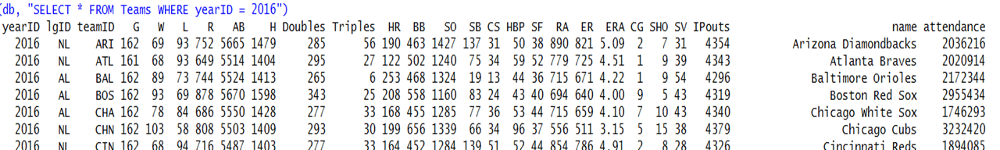 (db, "SELECT * FROM Teams WHERE yearID = 2016")
yearID lgID teamID G W L R AB H Doubles Triples HR BB SO SB CS HBP SF RA ER ERA CG SHO SV IPouts name attendance
2016 NL ARI 162 69 93 752 5665 1479 285 56 190 463 1427 137 31 50 38 890 821 5.09 2 7 31 4354 Arizona Diamondbacks 2036216
2016 NL ATL 161 68 93 649 5514 1404 295 27 122 502 1240 75 34 59 52 779 725 4.51 1 9 39 4343 Atlanta Braves 2020914
2016 AL BAL 162 89 73 744 5524 1413 265 6 253 468 1324 19 13 44 36 715 671 4.22 1 9 54 4296 Baltimore Orioles 2172344
2016 AL BOS 162 93 69 878 5670 1598 343 25 208 558 1160 83 24 43 40 694 640 4.00 9 5 43 4319 Boston Red Sox 2955434
2016 AL CHA 162 78 84 686 5550 1428 277 33 168 455 1285 77 36 53 44 715 659 4.10 7 10 43 4340 Chicago White Sox 1746293
2016 NL CHN 162 103 58 808 5503 1409 293 30 199 656 1339 66 34 96 37 556 511 3.15 5 15 38 4379 Chicago Cubs 3232420
2016 NL CIN 162 68 94 716 5487 1403 277 33 164 452 1284 139 51 52 44 854 786 4.91 2 8 28 4326 Cincinnati Reds 1894085